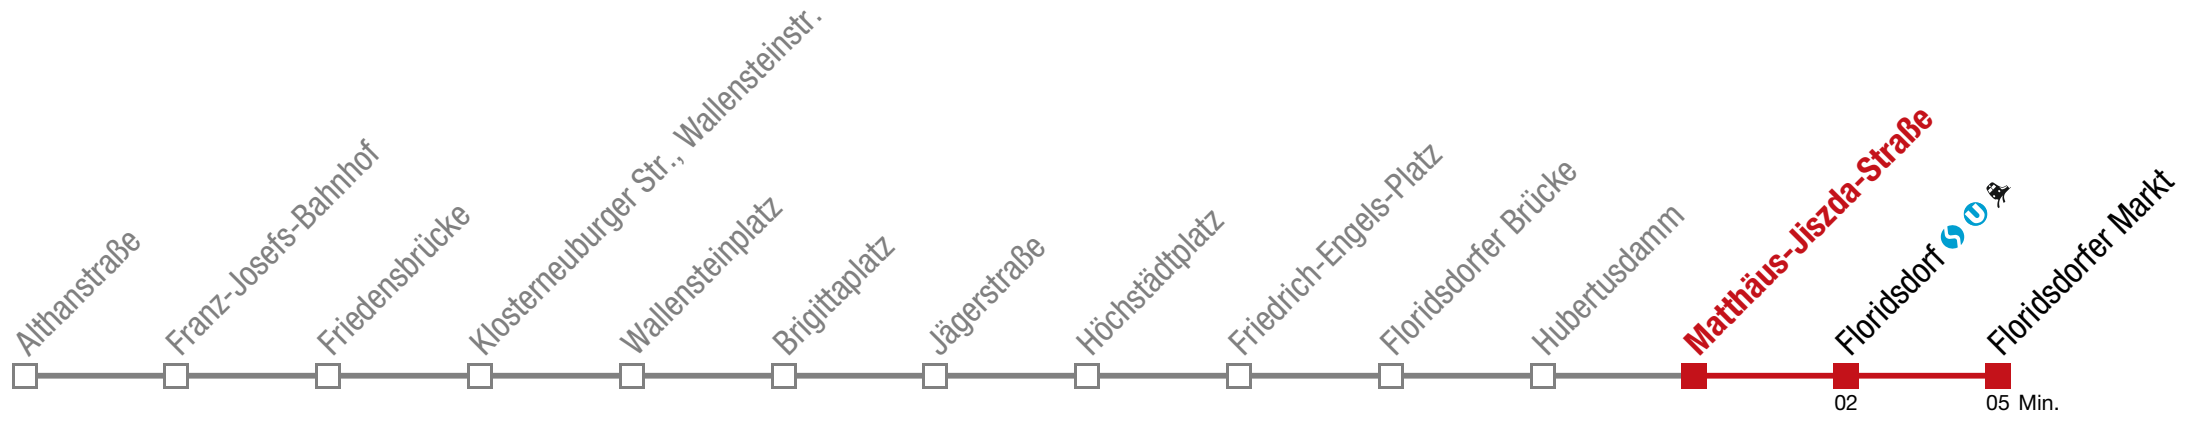 Althanstraße
Franz-Josefs-Bahnhof
Friedensbrücke
Klosterneuburger Str., Wallensteinstr.
Wallensteinplatz
Brigittaplatz
Jägerstraße
Höchstädtplatz
Friedrich-Engels-Platz
Floridsdorfer Brücke
Hubertusdamm
Matthäus-Jiszda-Straße
Floridsdorf S U
Floridsdorfer Markt
02
05 Min.